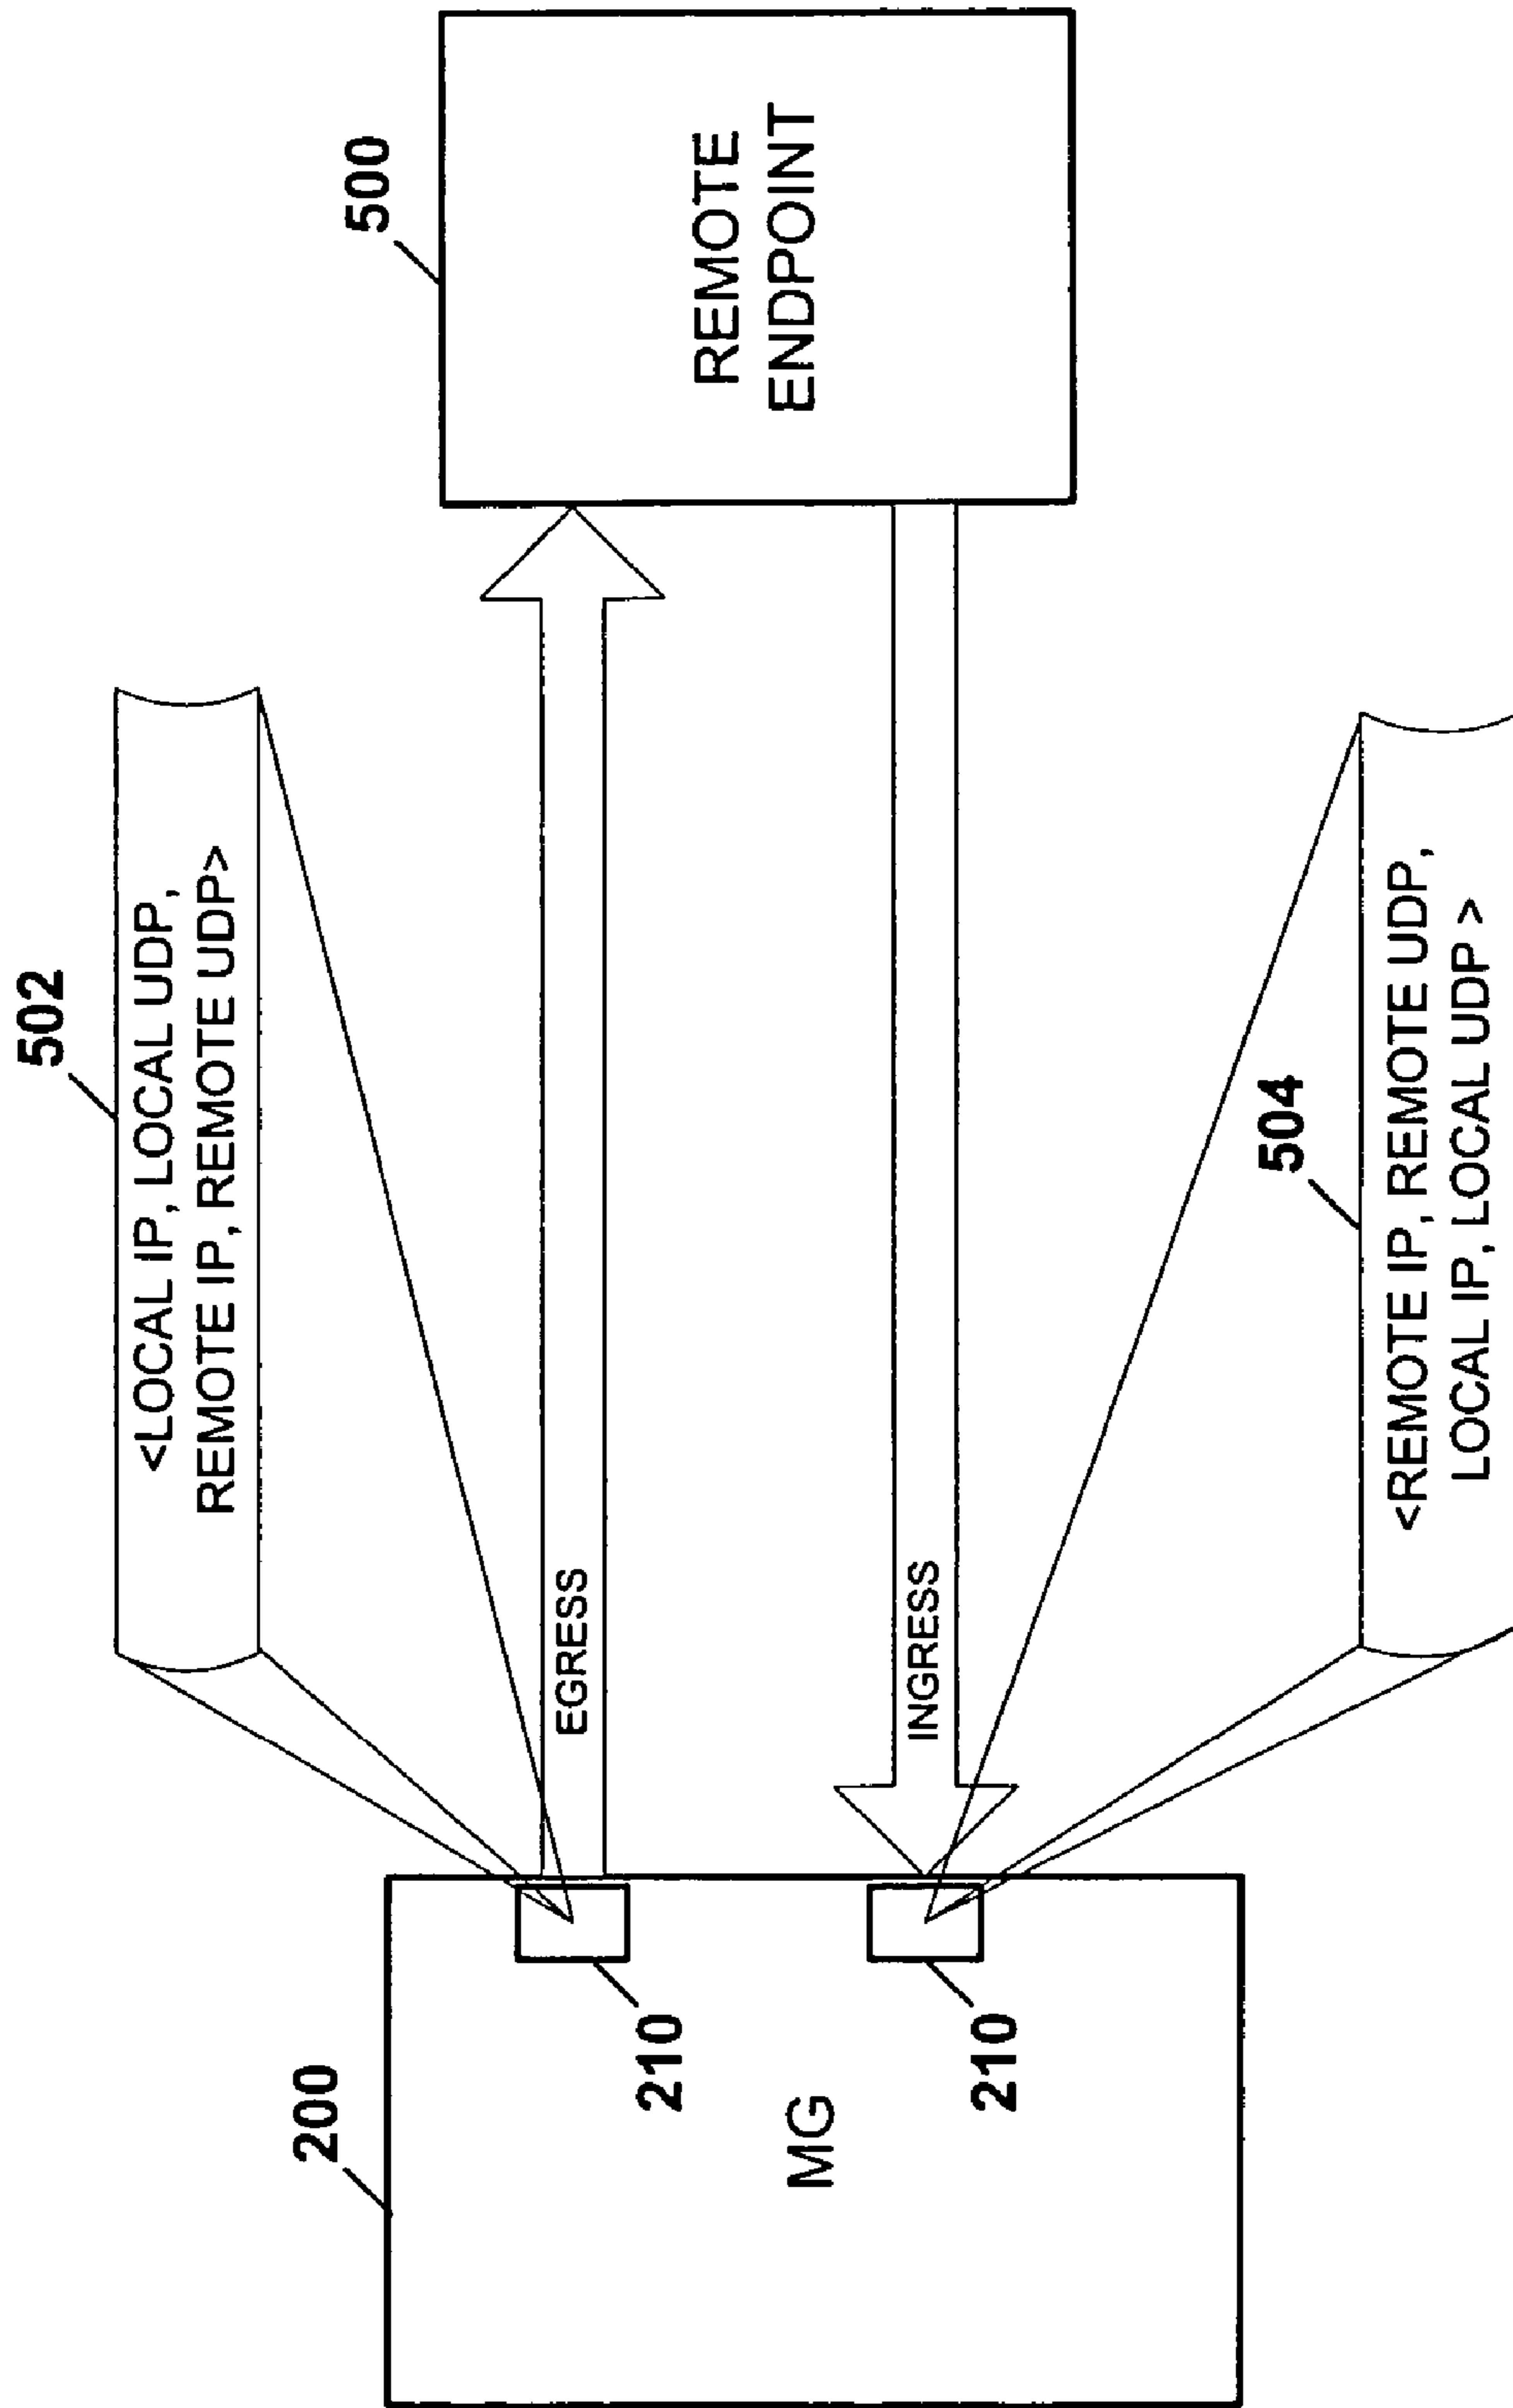 502
<LOCAL IP, LOCAL UDP,
REMOTE IP, REMOTE UDP>
200
500
210
EGRESS
MG
REMOTE
ENDPOINT
210
INGRESS
504
<REMOTE IP, REMOTE UDP,
LOCAL IP, LOCAL UDP >